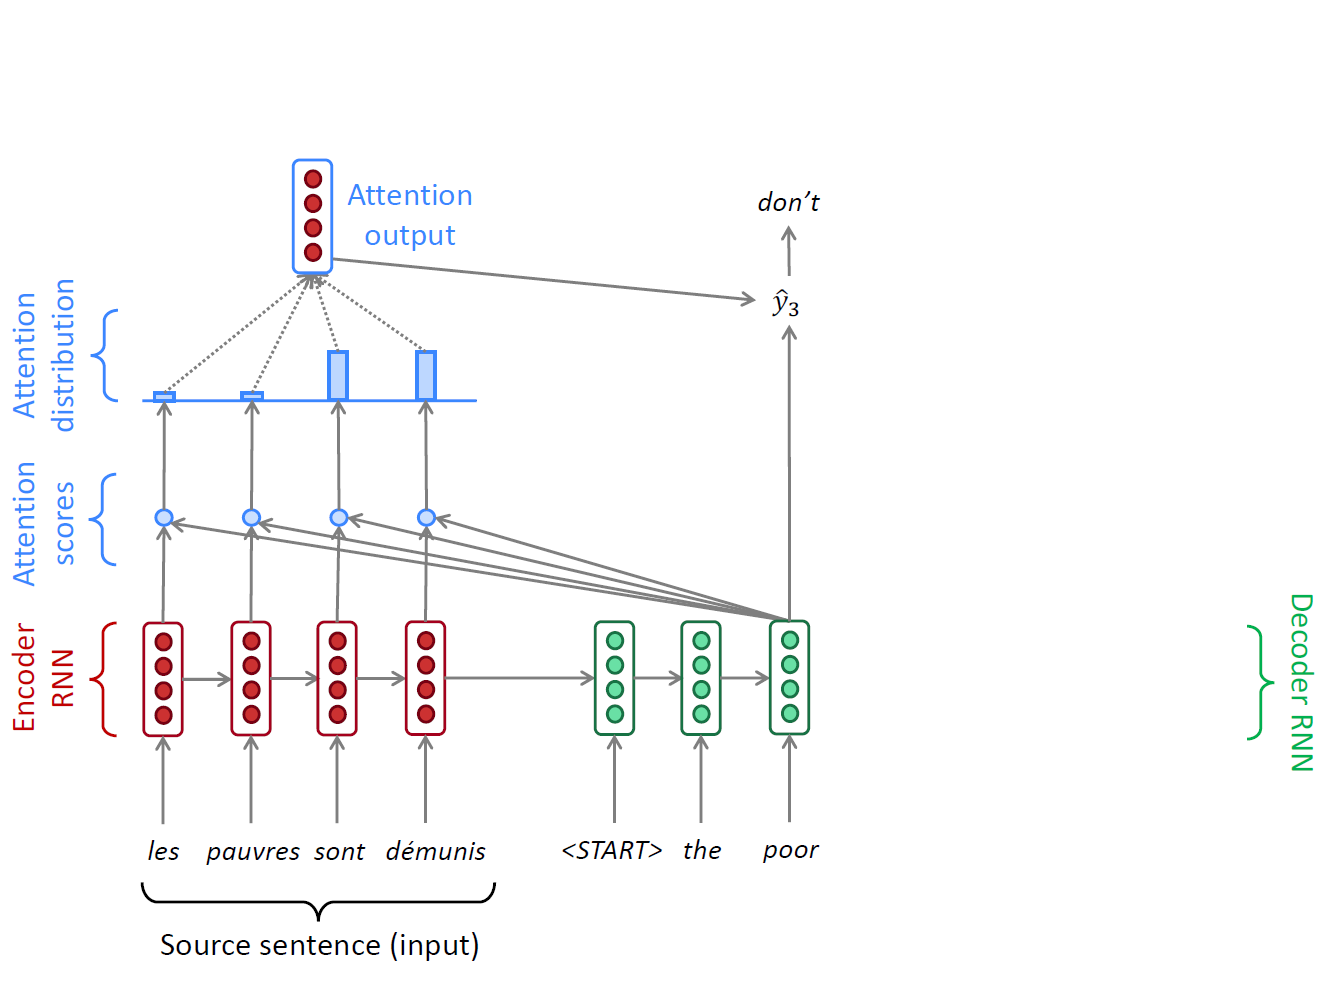 Attention
output
don't
ŷ₃
Attention
distribution
Attention
scores
Encoder
RNN
Decoder RNN
les pauvres sont démunis <START> the poor
Source sentence (input)